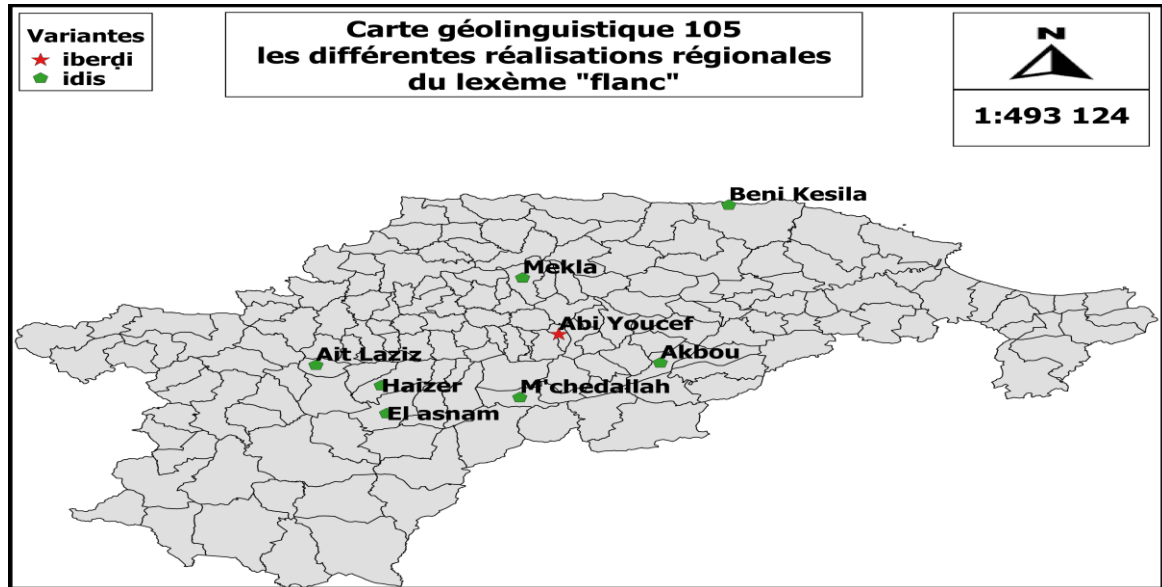 Variantes
iberḍi
idis
Carte géolinguistique 105
les différentes réalisations régionales
du lexème "flanc"
N
1:493 124
Beni Kesila
Mekla
Abi Youcef
Ait Laziz
Akbou
Haizer
M'chedallah
El asnam